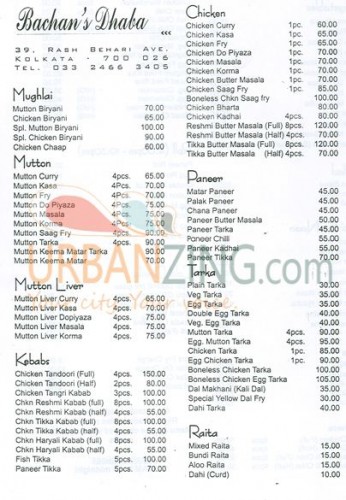 Bachan's Dhaba
39, RASH BEHARI AVE.
KOLKATA - 700 026
TEL. 033 2466 3405
Mughlai
Mutton Biryani 70.00
Chicken Biryani 65.00
Spl. Mutton Biryani 100.00
Spl. Chicken Biryani 90.00
Chicken Chaap 60.00
Mutton
Mutton Curry 4pcs. 65.00
Mutton Kasa 4Pcs. 70.00
Mutton Fry 4Pcs. 70.00
Mutton Do Piyaza 4Pcs. 75.00
Mutton Masala 4Pcs. 75.00
Mutton Korma 4Pcs. 75.00
Mutton Saag Fry 4pcs. 80.00
Mutton Tarka 4pcs. 90.00
Mutton Keema Matar Tarka 90.00
Mutton Keema Matar 70.00
Mutton Liver
Mutton Liver Curry 4pcs. 65.00
Mutton Liver Kasa 4pcs. 70.00
Mutton Liver Dopiyaza 4pcs. 75.00
Mutton Liver Masala 4pcs. 75.00
Mutton Liver Korma 4pcs. 75.00
Kebabs
Chicken Tandoori (Full) 4pcs. 150.00
Chicken Tandoori (Half) 2pcs. 80.00
Chicken Tangri Kabab 3pcs. 100.00
Chkn Reshmi Kabab (full) 8pcs. 100.00
Chkn Reshmi Kabab (half) 4pcs. 55.00
Chkn Tikka Kabab (full) 8pcs. 100.00
Chkn Tikka Kabab (half) 4pcs. 55.00
Chkn Haryali Kabab (full) 8pcs. 100.00
Chkn Haryali Kabab (half) 4pcs. 55.00
Fish Tikka 5pcs. 100.00
Paneer Tikka 5pcs. 70.00
Chicken
Chicken Curry 1pc. 60.00
Chicken Kasa 1pc. 65.00
Chicken Fry 1pc. 65.00
Chicken Do Piyaza 1pc. 70.00
Chicken Masala 1pc. 70.00
Chicken Korma 1pc. 70.00
Chicken Butter Masala 1pc. 70.00
Chicken Saag Fry 1pc. 85.00
Boneless Chkn Saag fry 100.00
Chicken Bharta 80.00
Chicken Kadhai 4pcs. 80.00
Reshmi Butter Masala (Full) 8pcs. 120.00
Reshmi Butter Masala (Half) 4pcs. 70.00
Tikka Butter Masala (Full) 8pcs. 120.00
Tikka Butter Masala (Half) 4pcs. 70.00
Paneer
Matar Paneer 45.00
Palak Paneer 45.00
Chana Paneer 45.00
Paneer Butter Masala 50.00
Paneer Tarka 45.00
Paneer Chilli 55.00
Paneer Kadhai 65.00
Paneer Tikka 70.00
Tarka
Plain Tarka 30.00
Veg Tarka 35.00
Egg Tarka 35.00
Double Egg Tarka 40.00
Veg. Egg Tarka 40.00
Mutton Tarka 4pcs. 90.00
Egg. Mutton Tarka 4pcs. 95.00
Chicken Tarka 1pc. 85.00
Egg Chicken Tarka 1pc. 90.00
Boneless Chicken Tarka 100.00
Boneless Chicken Egg Tarka 105.00
Dal Makhani (Kali Dal) 35.00
Special Yellow Dal Fry 30.00
Dahi Tarka 40.00
Raita
Mixed Raita 15.00
Bundi Raita 15.00
Aloo Raita 15.00
Dahi (Curd) 10.00
URBANZING.com